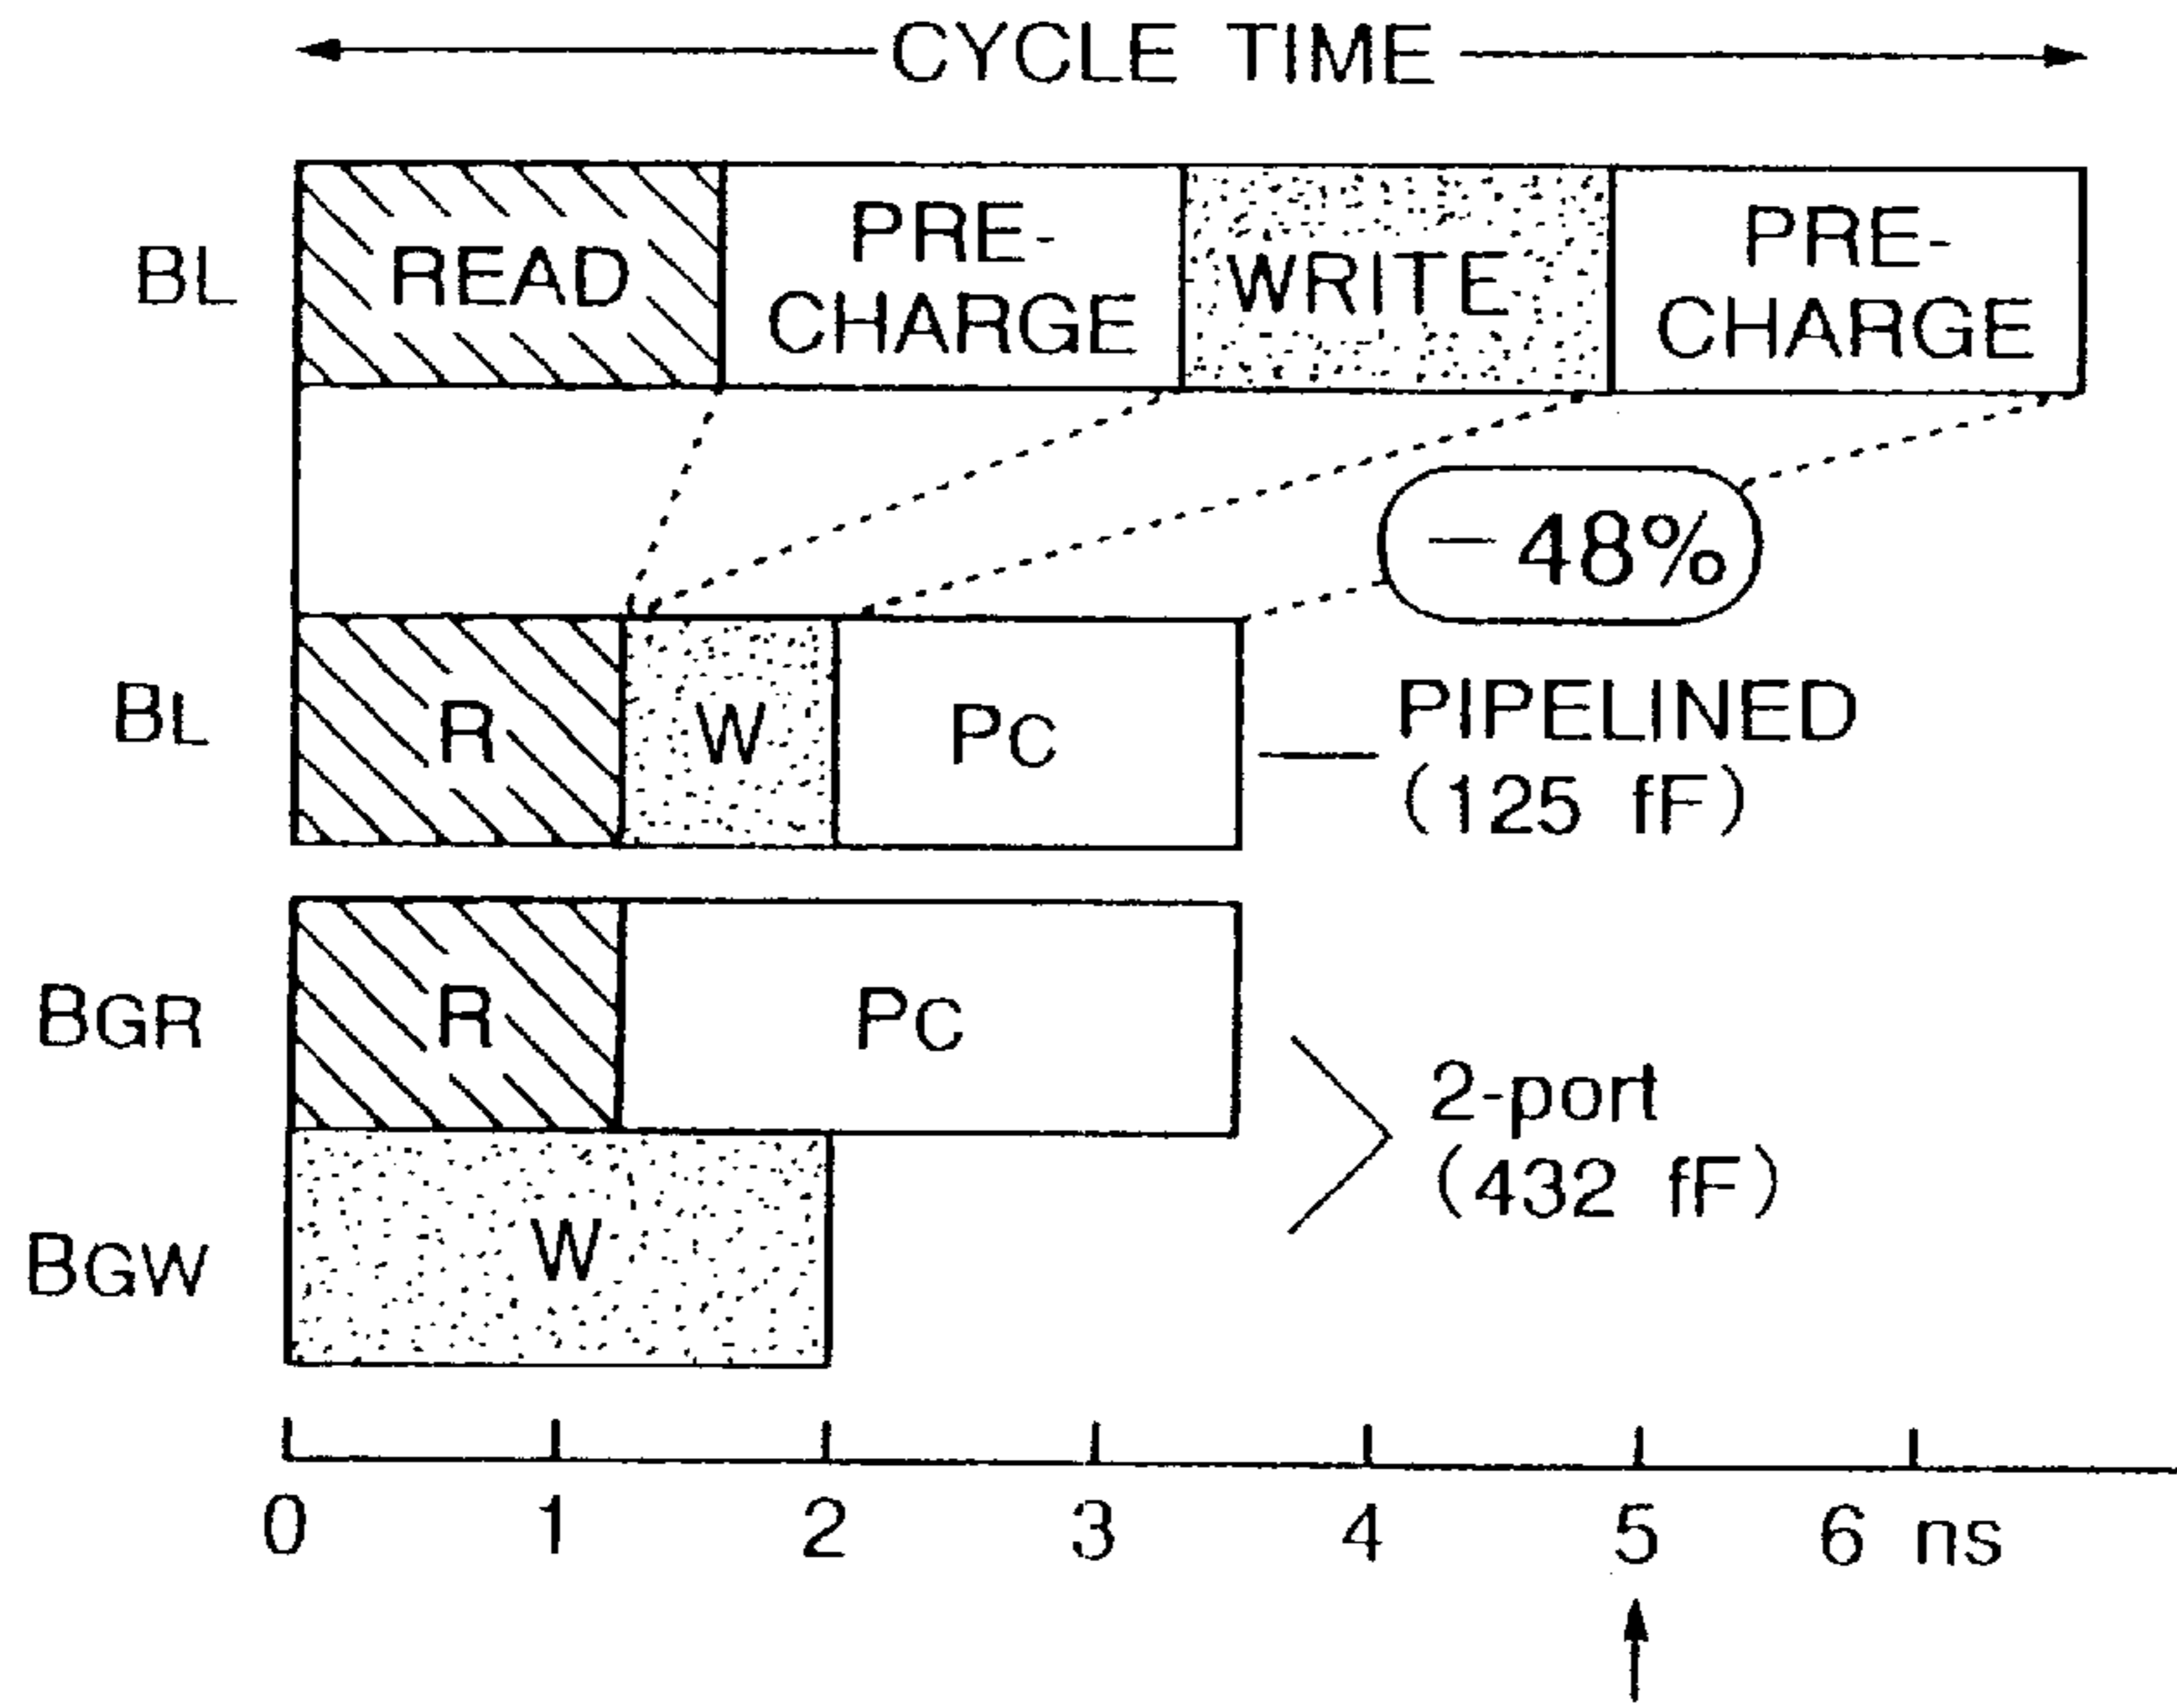 CYCLE TIME
BL
READ
PRE-
CHARGE
WRITE
PRE-
CHARGE
-48%
BL
R
W
PC
PIPELINED
(125 fF)
BGR
R
PC
2-port
(432 fF)
BGW
W
0 1 2 3 4 5 6 ns